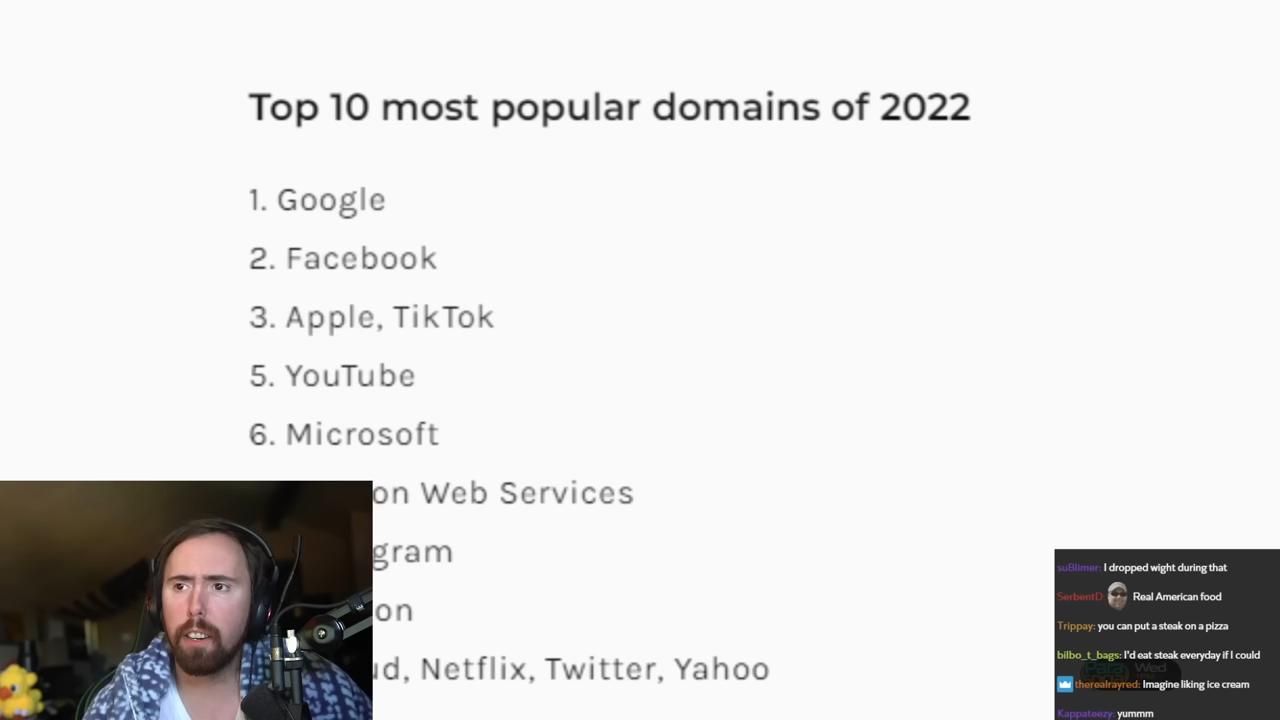 Top 10 most popular domains of 2022
1. Google
2. Facebook
3. Apple, TikTok
5. YouTube
6. Microsoft
on Web Services
gram
on
ud, Netflix, Twitter, Yahoo
suBlimer: I dropped wight during that
SerbentD: Real American food
Trippay: you can put a steak on a pizza
bilbo_t_bags: I'd eat steak everyday if I could
therealrayred: Imagine liking ice cream
Kappateezy: yummm